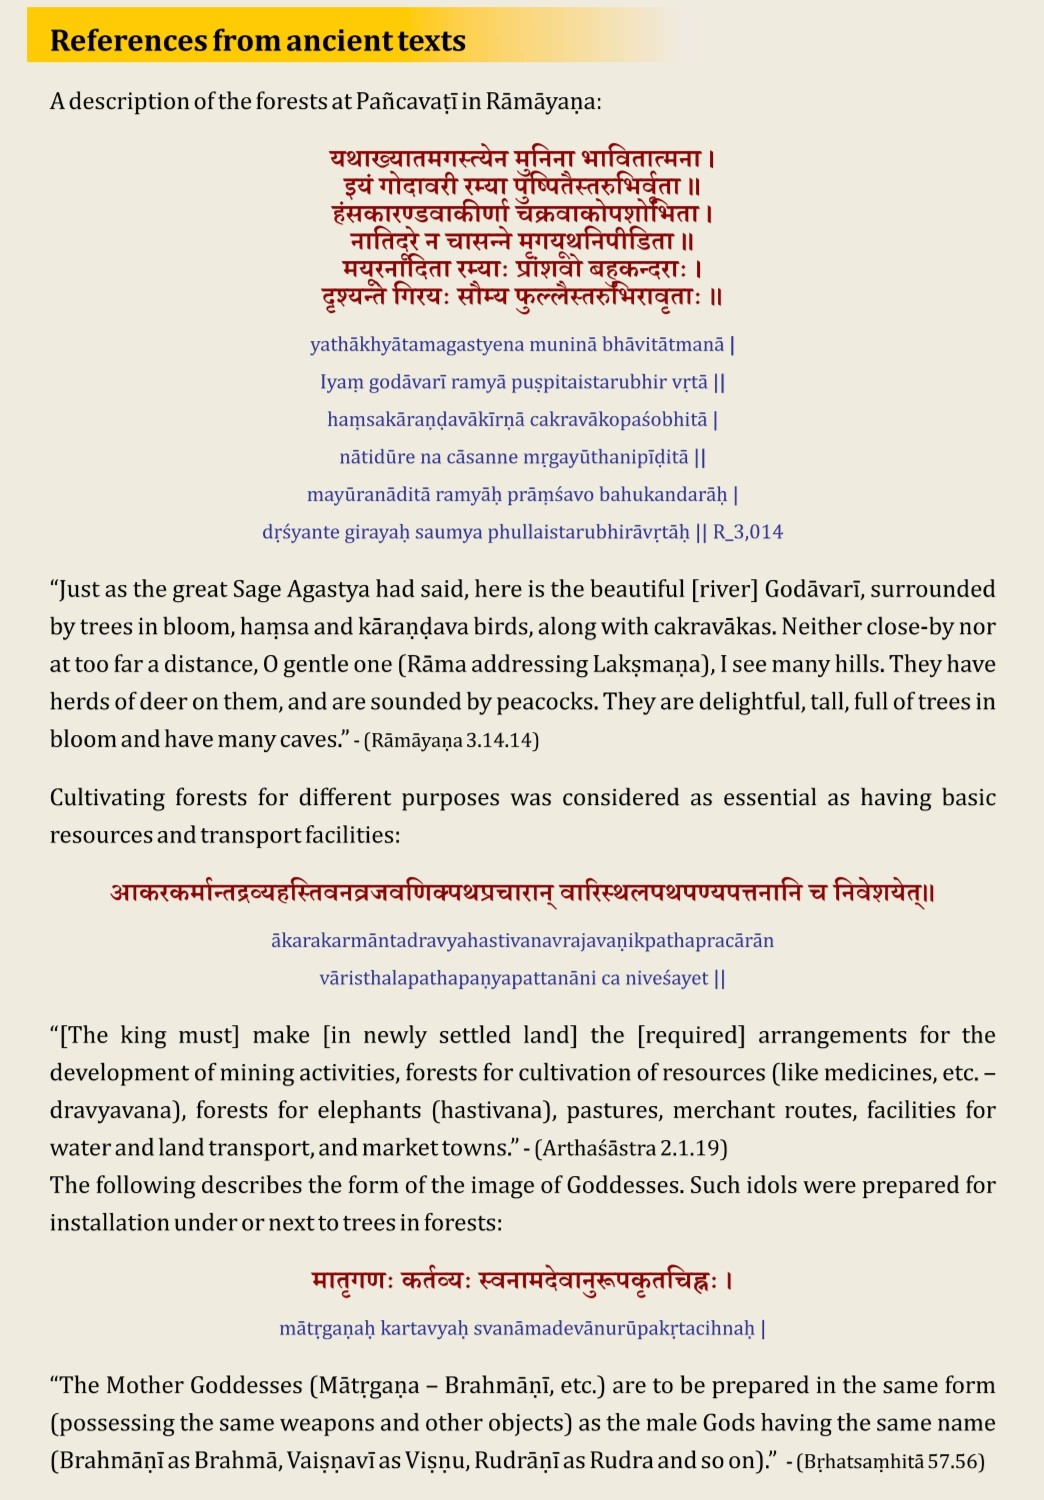 References from ancient texts
A description of the forests at Pañcavaṭī in Rāmāyaṇa:
यथाख्यातमगस्त्येन मुनिना भावितात्मना ।
इयं गोदावरी रम्या पुष्पितैस्तरुभिर्वृता ॥
हंसकारण्डवाकीर्णा चक्रवाकोपशोभिता ।
नातिदूरे न चासन्ने मृगयूथनिपीडिता ॥
मयूरनादिता रम्याः प्रांशवो बहुकन्दराः ।
दृश्यन्ते गिरयः सौम्य फुल्लैस्तरुभिरावृताः ॥
yathākhyātamagastyena muninā bhāvitātmanā |
Iyaṃ godāvarī ramyā puṣpitaistarubhir vṛtā ||
haṃsakāraṇḍavākīrṇā cakravākopaśobhitā |
nātidūre na cāsanne mṛgayūthanipīḍitā ||
mayūranāditā ramyāḥ prāṃśavo bahukandarāḥ |
dṛśyante girayaḥ saumya phullaistarubhirāvṛtāḥ || R_3,014
“Just as the great Sage Agastya had said, here is the beautiful [river] Godāvarī, surrounded
by trees in bloom, haṃsa and kāraṇḍava birds, along with cakravākas. Neither close-by nor
at too far a distance, O gentle one (Rāma addressing Lakṣmaṇa), I see many hills. They have
herds of deer on them, and are sounded by peacocks. They are delightful, tall, full of trees in
bloom and have many caves.” - (Rāmāyaṇa 3.14.14)
Cultivating forests for different purposes was considered as essential as having basic
resources and transport facilities:
आकरकर्मान्तद्रव्यहस्तिवनव्रजवणिक्पथप्रचारान् वारिस्थलपथपण्यपत्तनानि च निवेशयेत्॥
ākarakarmāntadravyahastivanavrajavaṇikpathapracārān
vāristhalapathapaṇyapattanāni ca niveśayet ||
“[The king must] make [in newly settled land] the [required] arrangements for the
development of mining activities, forests for cultivation of resources (like medicines, etc. –
dravyavana), forests for elephants (hastivana), pastures, merchant routes, facilities for
water and land transport, and market towns.” - (Arthaśāstra 2.1.19)
The following describes the form of the image of Goddesses. Such idols were prepared for
installation under or next to trees in forests:
मातृगणः कर्तव्यः स्वनामदेवानुरूपकृतचिह्नः ।
mātṛgaṇaḥ kartavyaḥ svanāmadevānurūpakṛtacihnaḥ |
“The Mother Goddesses (Mātṛgaṇa – Brahmāṇī, etc.) are to be prepared in the same form
(possessing the same weapons and other objects) as the male Gods having the same name
(Brahmāṇī as Brahmā, Vaiṣṇavī as Viṣṇu, Rudrāṇī as Rudra and so on).” - (Bṛhatsaṃhitā 57.56)